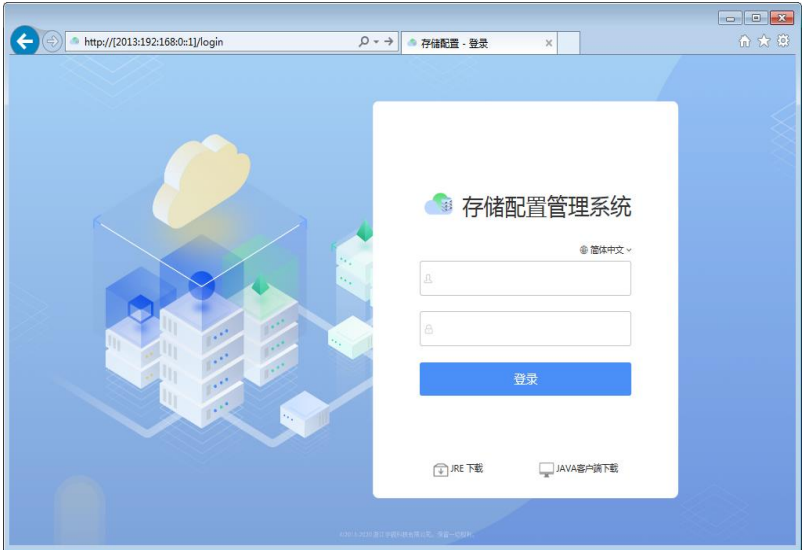 http://[2013:192:168:0::1]/login
存储配置 - 登录
存储配置管理系统
简体中文
登录
JRE 下载
JAVA客户端下载